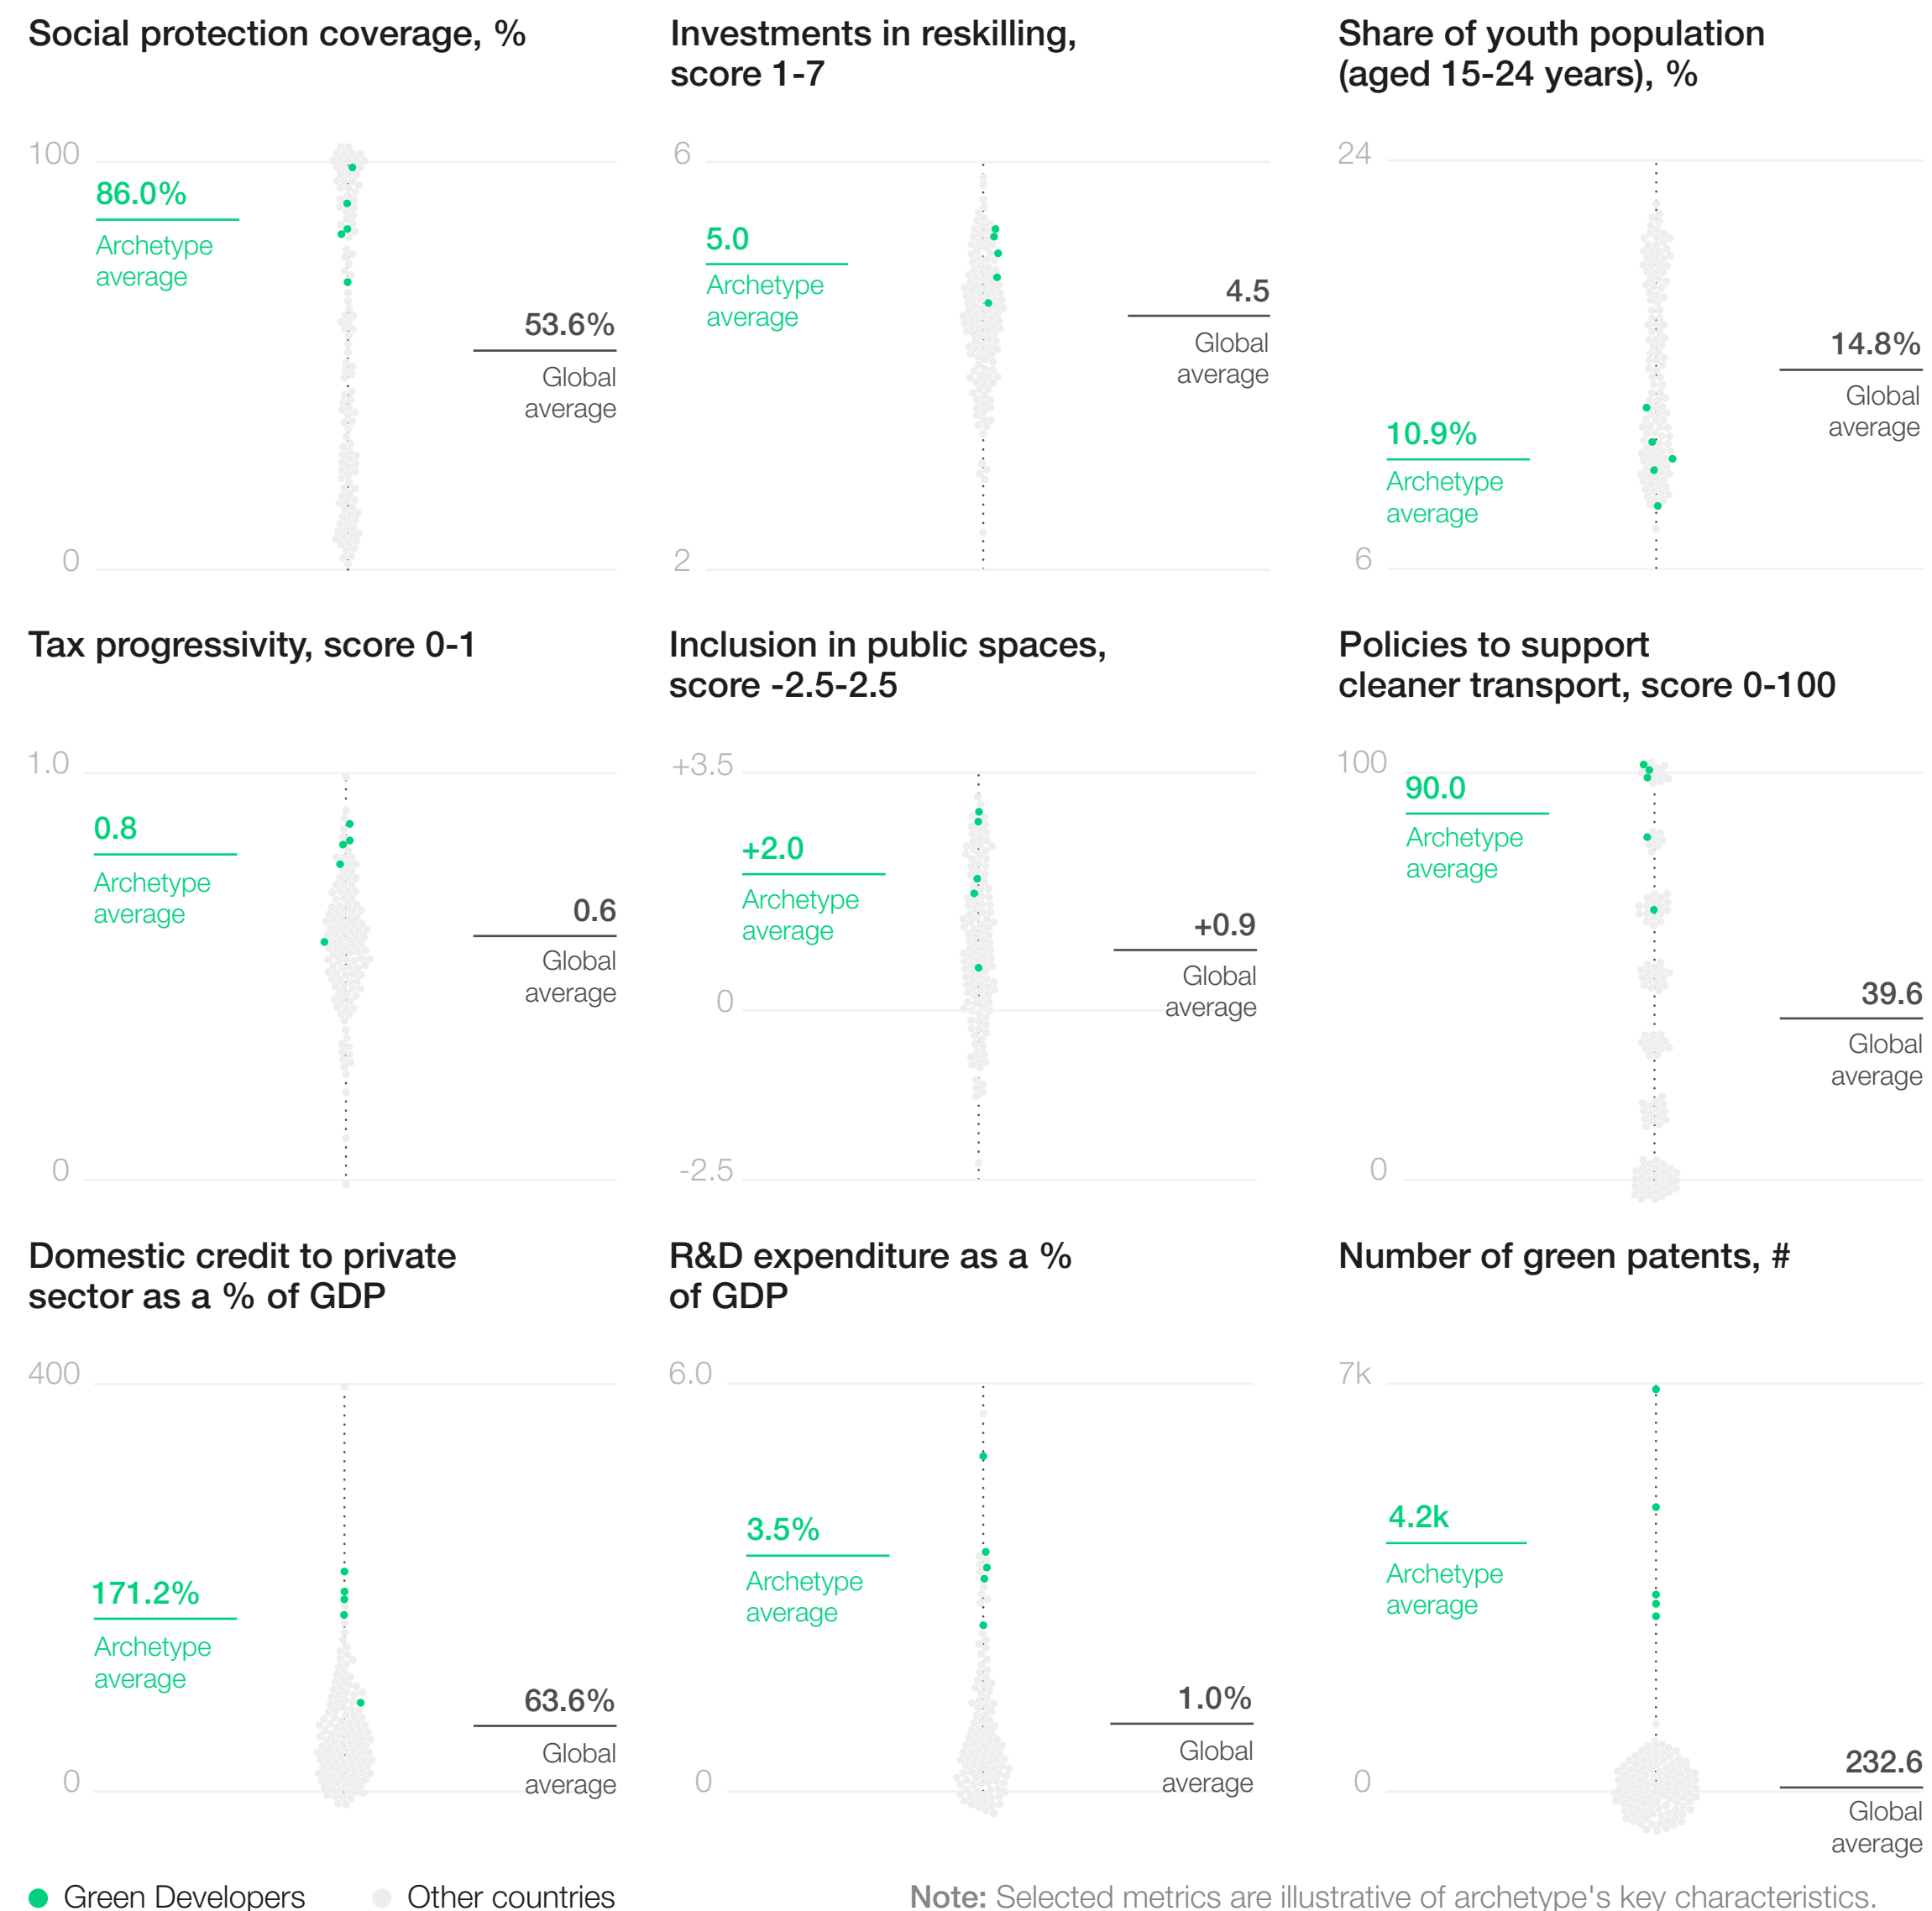 Social protection coverage, %
100
86.0%
Archetype
average
53.6%
Global
average
0
Investments in reskilling,
score 1-7
6
5.0
Archetype
average
4.5
Global
average
2
Share of youth population
(aged 15-24 years), %
24
14.8%
Global
average
10.9%
Archetype
average
6
Tax progressivity, score 0-1
1.0
0.8
Archetype
average
0.6
Global
average
0
Inclusion in public spaces,
score -2.5-2.5
+3.5
+2.0
Archetype
average
+0.9
Global
average
0
-2.5
Policies to support
cleaner transport, score 0-100
100
90.0
Archetype
average
39.6
Global
average
0
Domestic credit to private
sector as a % of GDP
400
171.2%
Archetype
average
63.6%
Global
average
0
R&D expenditure as a %
of GDP
6.0
3.5%
Archetype
average
1.0%
Global
average
0
Number of green patents, #
7k
4.2k
Archetype
average
232.6
Global
average
0
Green Developers
Other countries
Note: Selected metrics are illustrative of archetype's key characteristics.